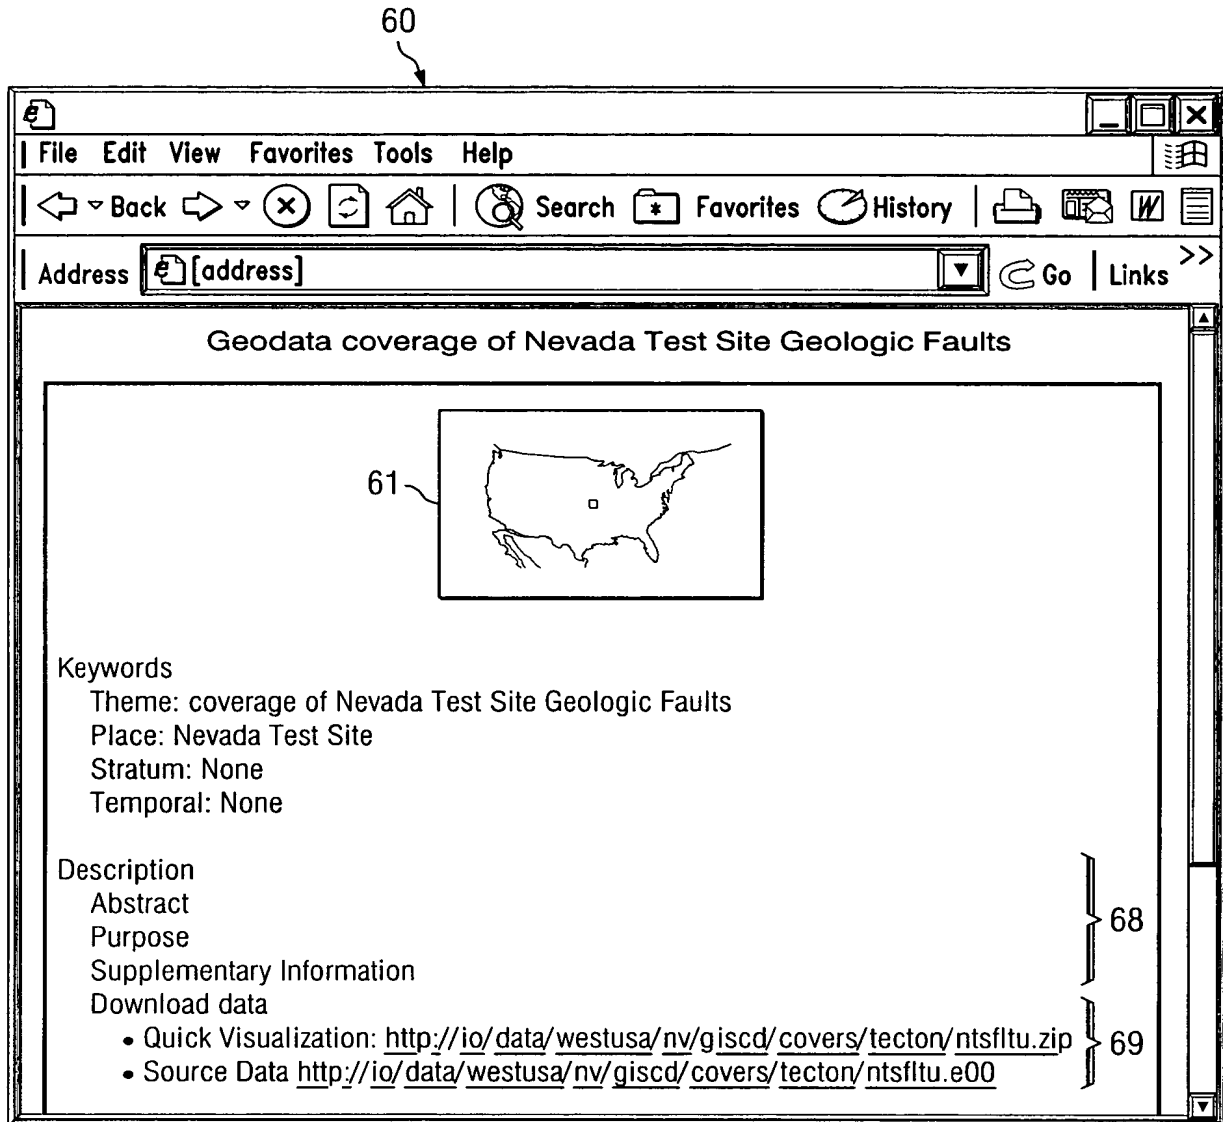 60
File Edit View Favorites Tools Help
Back Search Favorites History W
Address [address] Go Links >>
Geodata coverage of Nevada Test Site Geologic Faults
61
Keywords
Theme: coverage of Nevada Test Site Geologic Faults
Place: Nevada Test Site
Stratum: None
Temporal: None
Description
Abstract
Purpose
68
Supplementary Information
Download data
• Quick Visualization: http://io/data/westusa/nv/giscd/covers/tecton/ntsfltu.zip
69
• Source Data http://io/data/westusa/nv/giscd/covers/tecton/ntsfltu.e00